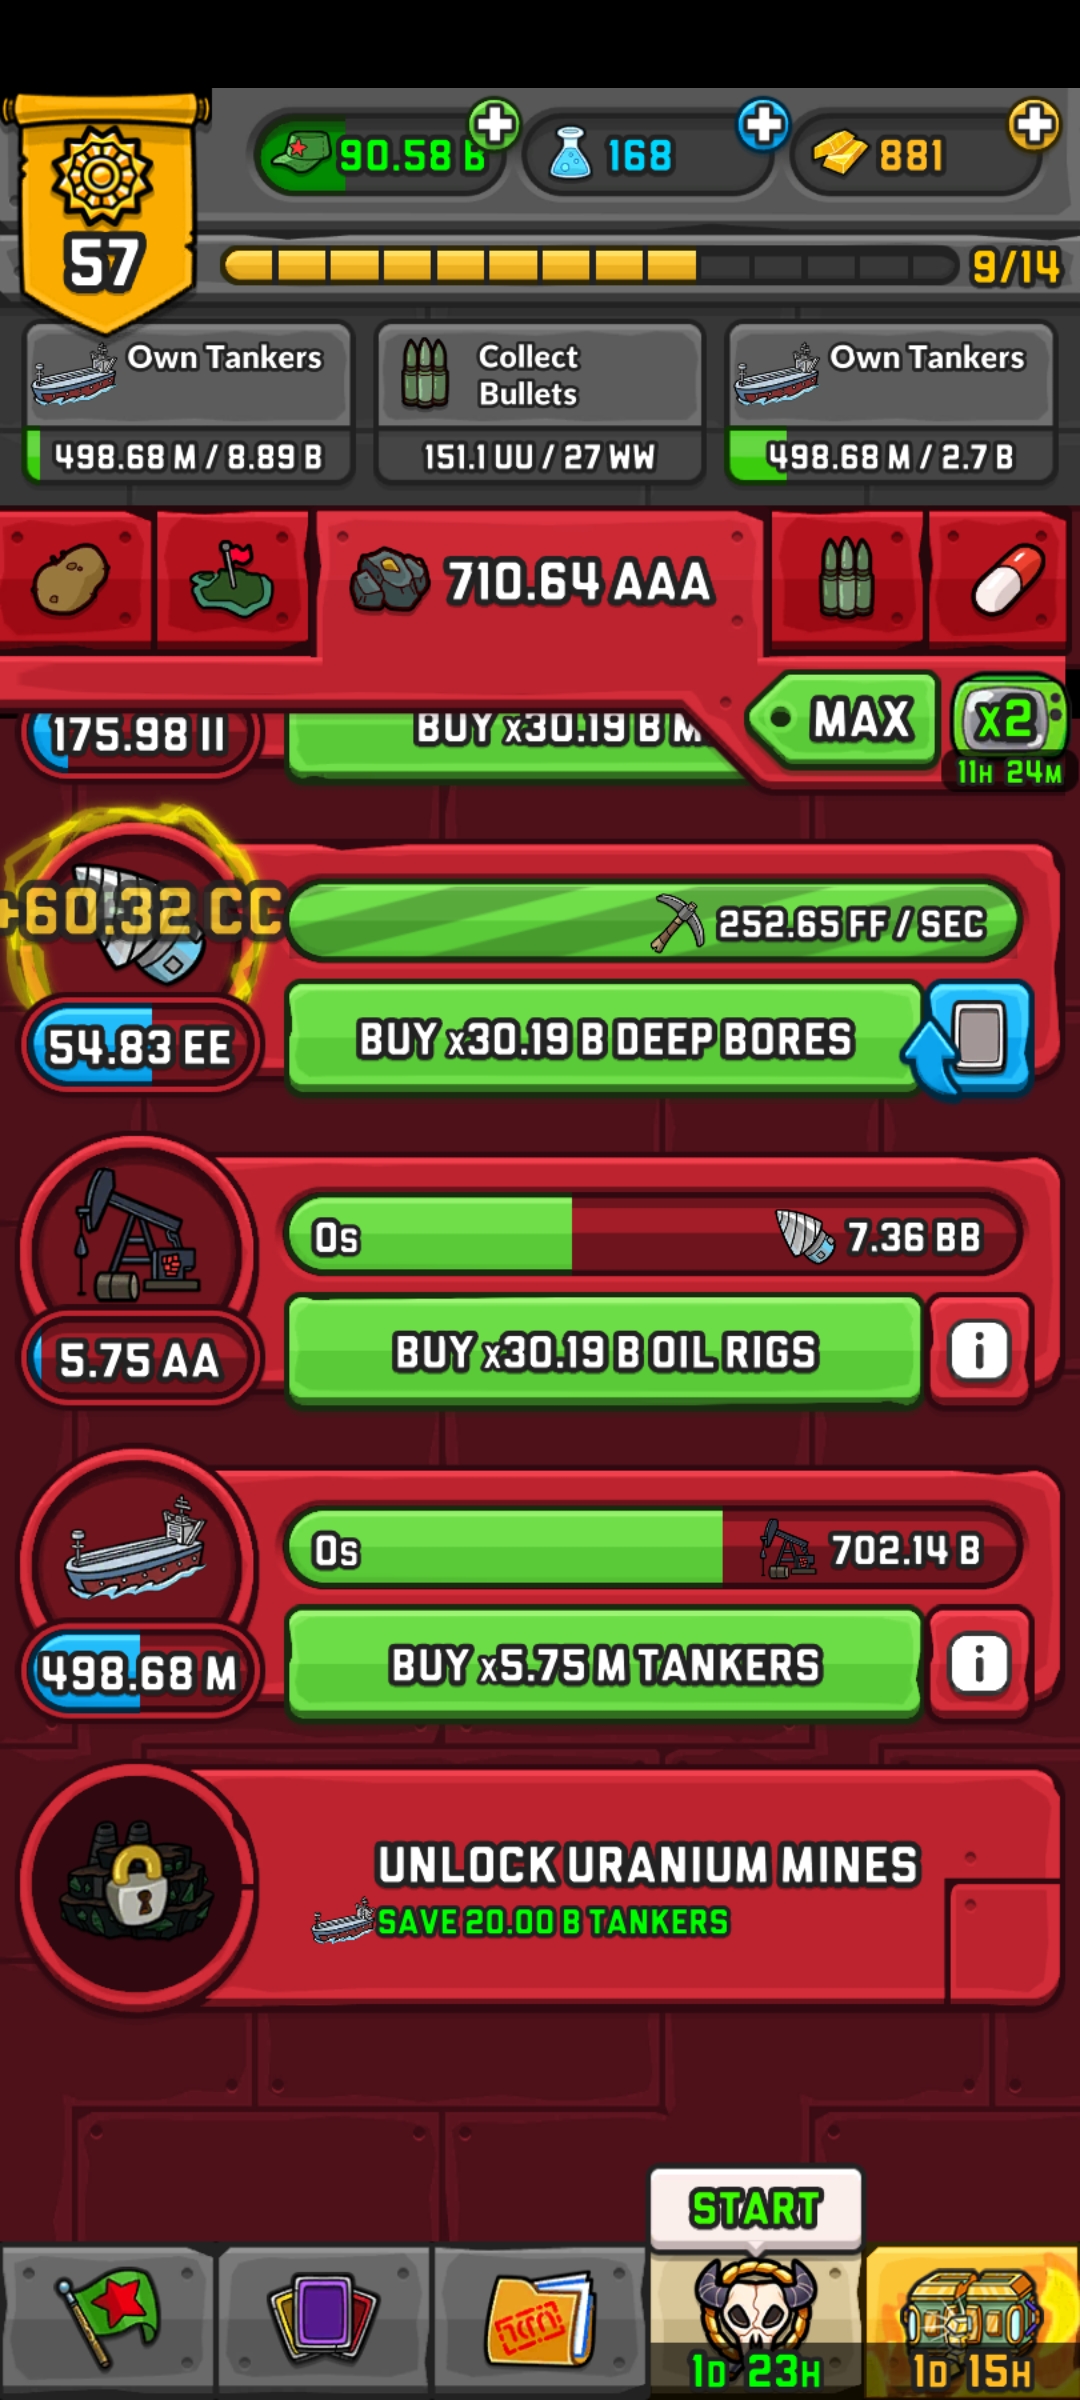 90.58 B
168
881
57
9/14
Own Tankers
498.68 M / 8.89 B
Collect
Bullets
151.1 UU / 27 WW
Own Tankers
498.68 M / 2.7 B
710.64 AAA
MAX
x2
11H 24M
175.98 II
BUY x30.19 B M
+60.32 CC
252.65 FF / SEC
54.83 EE
BUY x30.19 B DEEP BORES
0s
7.36 BB
5.75 AA
BUY x30.19 B OIL RIGS
i
0s
702.14 B
498.68 M
BUY x5.75 M TANKERS
i
UNLOCK URANIUM MINES
SAVE 20.00 B TANKERS
START
1D 23H
1D 15H